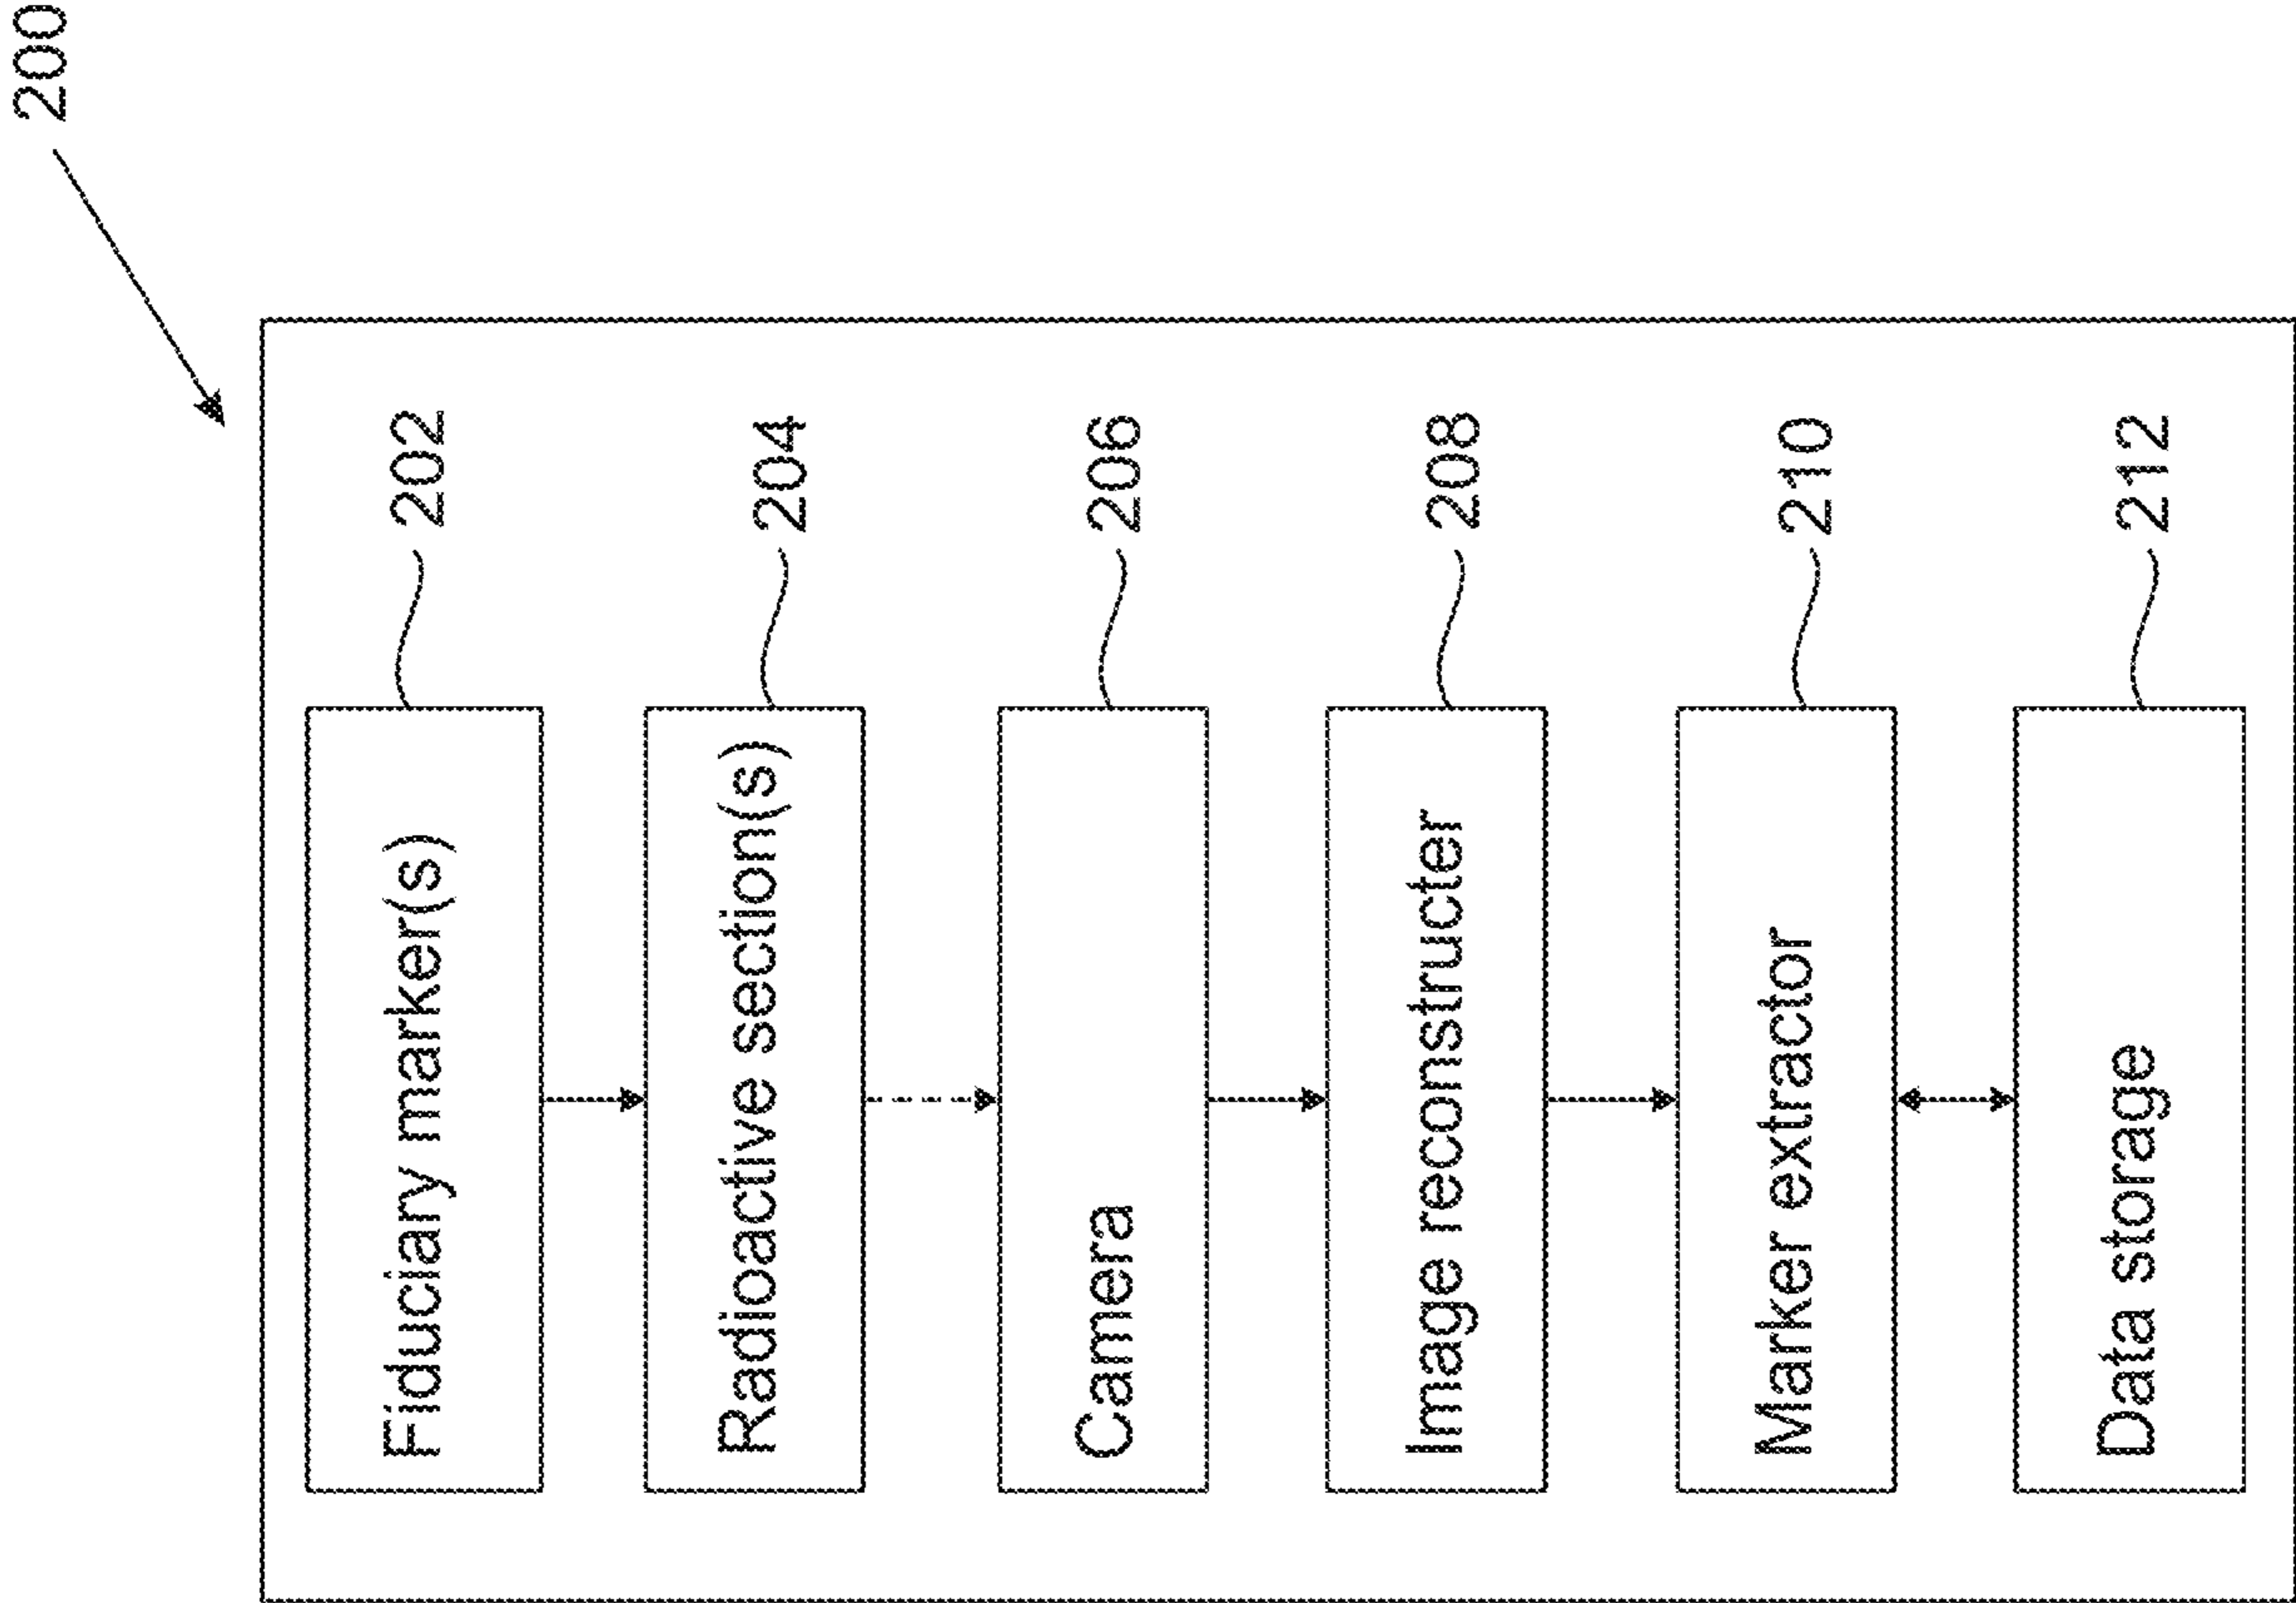 200
Fiduciary marker(s)
202
Radioactive section(s)
204
Camera
206
Image reconstructer
208
Marker extractor
210
Data storage
212